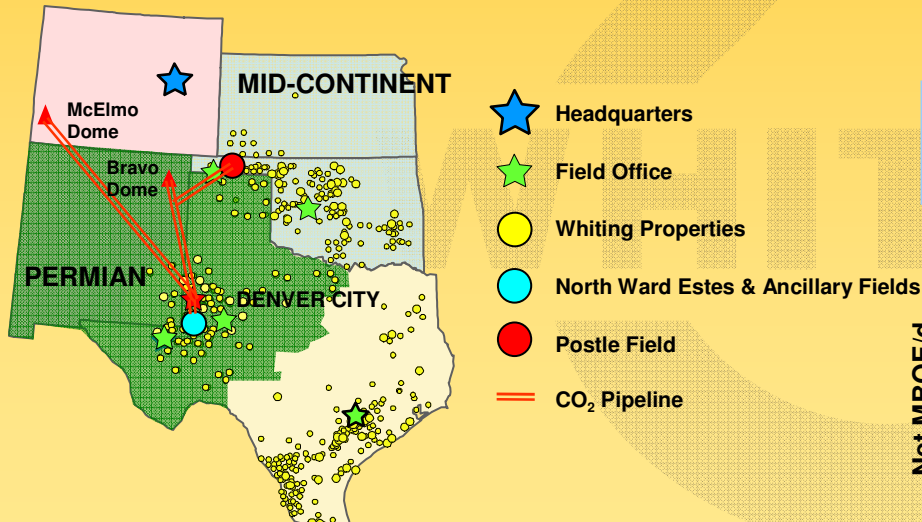 MID-CONTINENT
McElmo
Dome
Bravo
Dome
PERMIAN
DENVER CITY
Headquarters
Field Office
Whiting Properties
North Ward Estes & Ancillary Fields
Postle Field
CO₂ Pipeline
WHIT